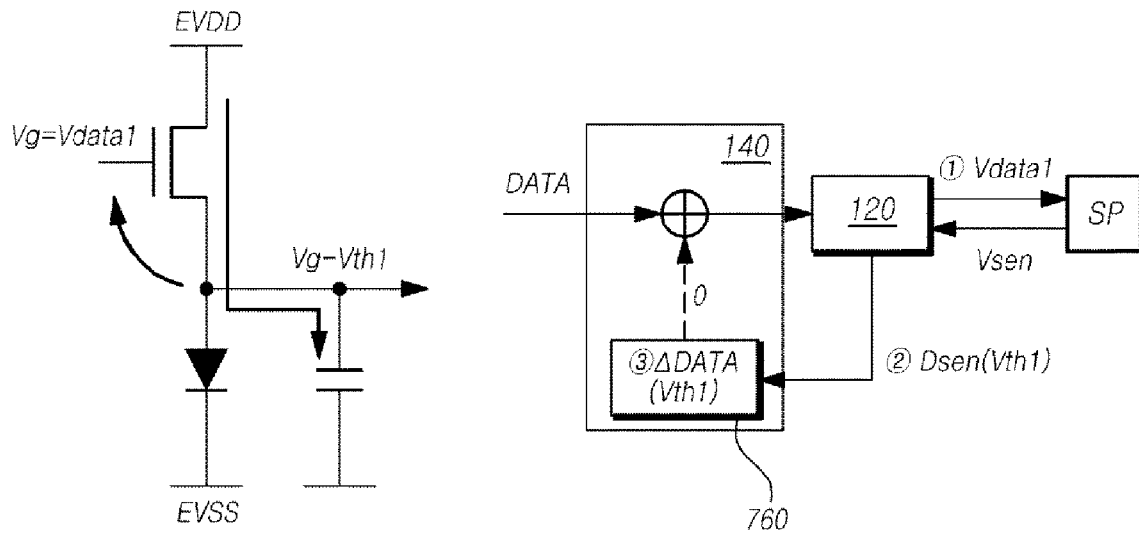 EVDD
Vg=Vdata1
Vg-Vth1
EVSS
140
DATA
0
③ΔDATA
(Vth1)
120
① Vdata1
SP
Vsen
② Dsen(Vth1)
760